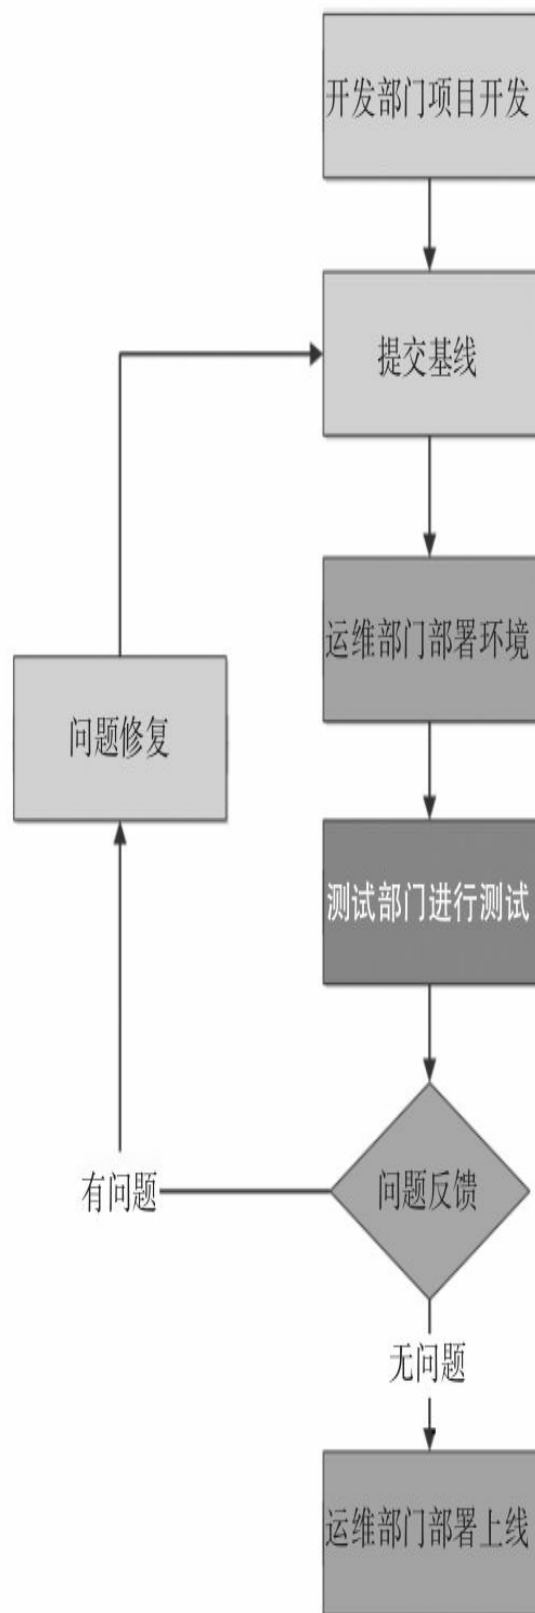 开发部门项目开发
提交基线
运维部门部署环境
问题修复
测试部门进行测试
问题反馈
有问题
无问题
运维部门部署上线